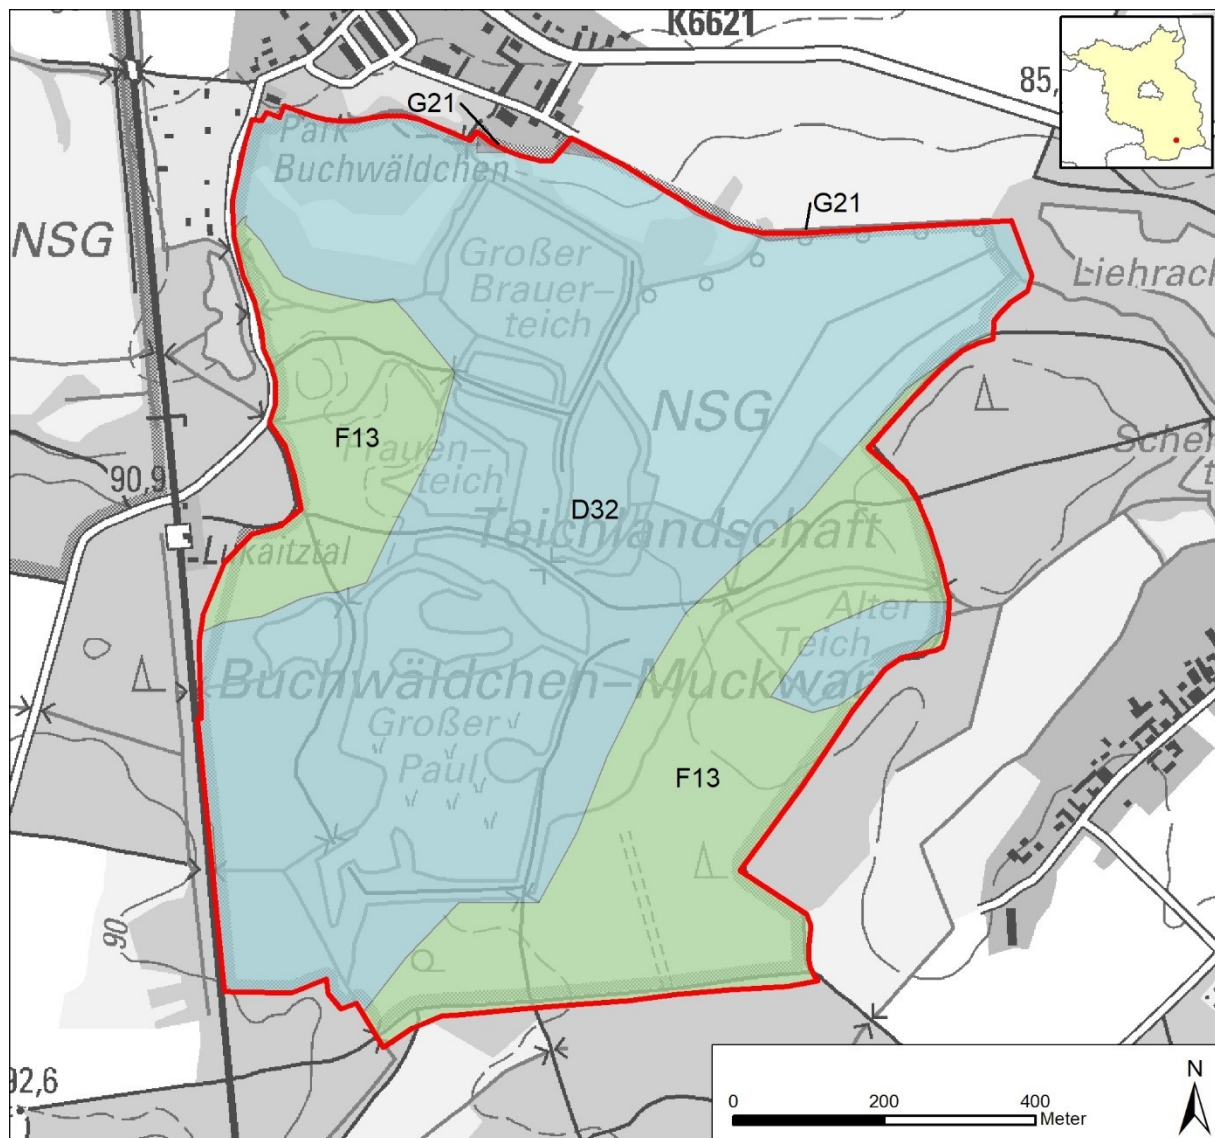 K6621
85,
G21
Park
Buchwäldchen
G21
NSG
Großer
Brauer-
teich
Liehrack
NSG
F13
Frauen-
teich
90,9
D32
Teichlandschaft
Lukaitztal
Alter
Teich
Buchwäldchen-Muckwar
Großer
Paul
F13
90
92,6
N
0 200 400
Meter